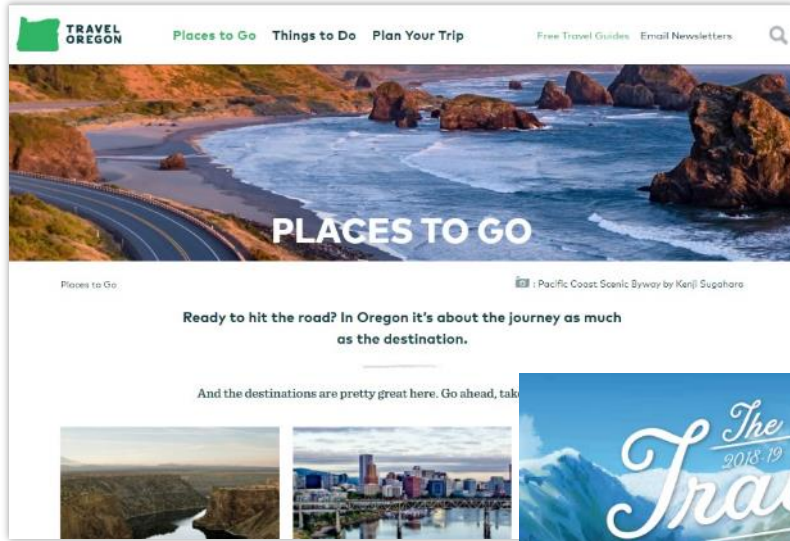 TRAVEL
OREGON
Places to Go Things to Do Plan Your Trip
Free Travel Guides Email Newsletters
PLACES TO GO
Places to Go
: Pacific Coast Scenic Byway by Kenji Sugahara
Ready to hit the road? In Oregon it's about the journey as much
as the destination.
And the destinations are pretty great here. Go ahead, tak
The
2018-19